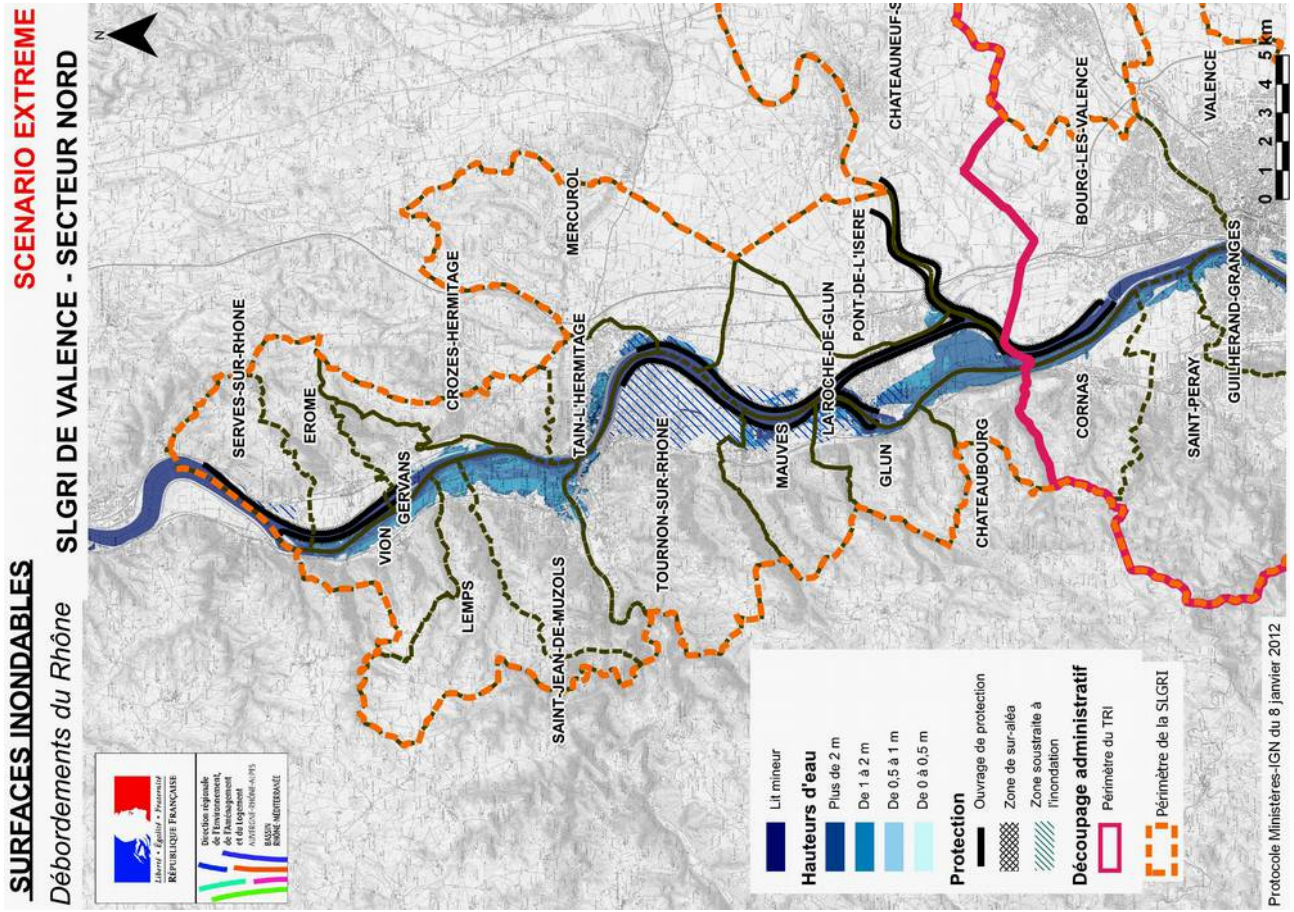 SURFACES INONDABLES
SCENARIO EXTREME
Débordements du Rhône
SLGRI DE VALENCE - SECTEUR NORD
Liberté • Égalité • Fraternité
RÉPUBLIQUE FRANÇAISE
Direction régionale
de l'Environnement,
de l'Aménagement
et du Logement
AUVERGNE-RHÔNE-ALPES
BASSIN
RHÔNE-MÉDITERRANÉE
N
SERVES-SUR-RHONE
EROME
GERVANS
VION
LEMPS
CROZES-HERMITAGE
MERCUROL
SAINT-JEAN-DE-MUZOLS
TAIN-L'HERMITAGE
TOURNON-SUR-RHONE
MAUVES
LA ROCHE-DE-GLUN
PONT-DE-L'ISERE
CHATEAUNEUF-S
GLUN
CHATEAUBOURG
CORNAS
BOURG-LES-VALENCE
SAINT-PERAY
GUILHERAND-GRANGES
VALENCE
Lit mineur
Hauteurs d'eau
Plus de 2 m
De 1 à 2 m
De 0,5 à 1 m
De 0 à 0,5 m
Protection
Ouvrage de protection
Zone de sur-aléa
Zone soustraite à
l'inondation
Découpage administratif
Périmètre du TRI
Périmètre de la SLGRI
0 1 2 3 4 5 km
Protocole Ministères-IGN du 8 janvier 2012